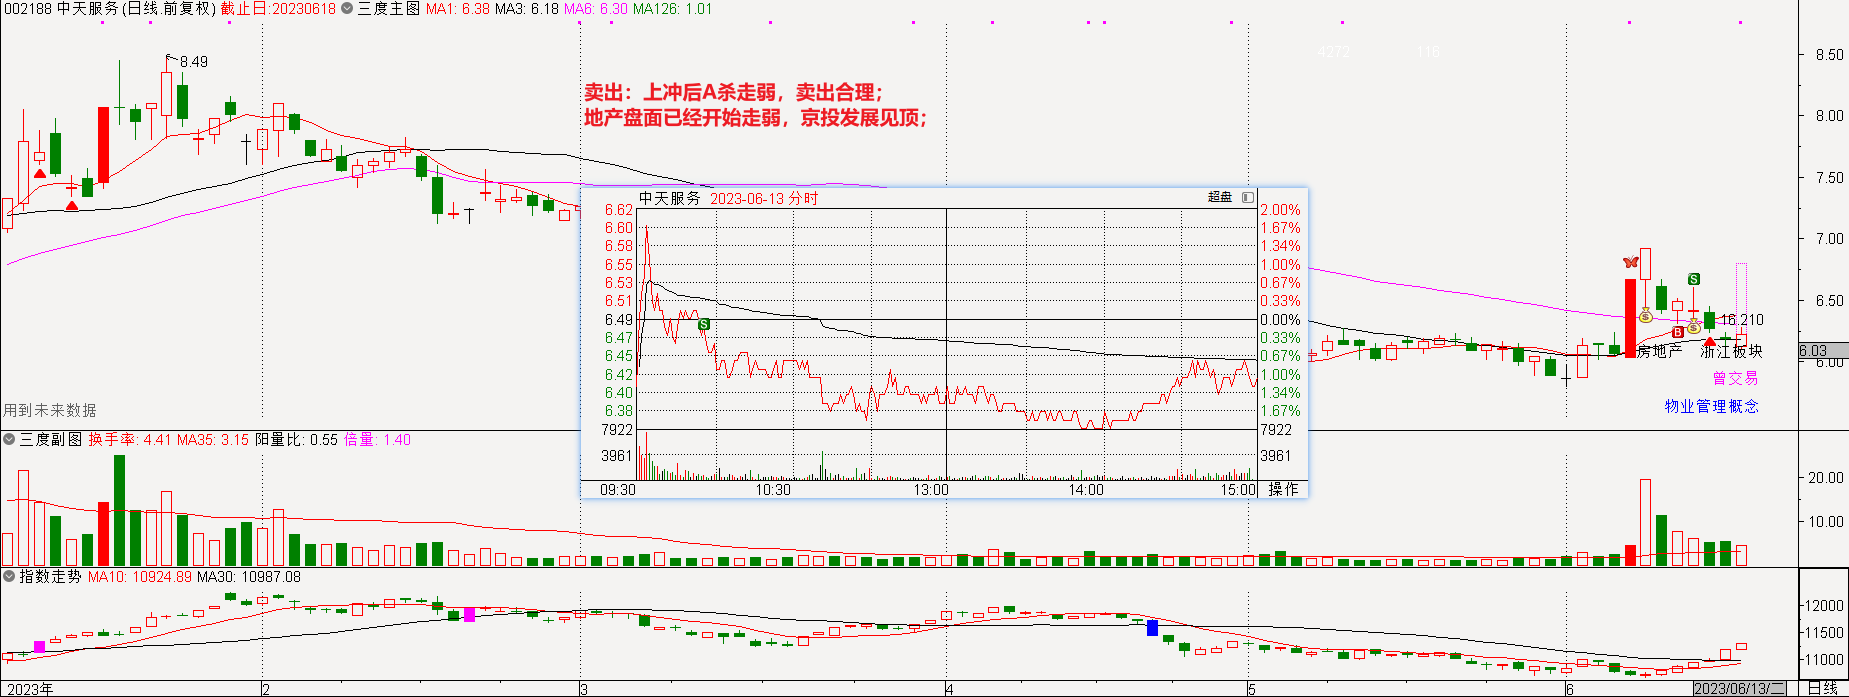 002188 中天服务(日线.前复权) 截止日:20230618 三度主图 MA1: 6.38 MA3: 6.18 MA6: 6.30 MA126: 1.01
4372 116
8.49
卖出：上冲后A杀走弱，卖出合理；
地产盘面已经开始走弱，京投发展见顶；
8.50
8.00
7.50
7.00
6.50
6.03
6.00
中天服务 2023-06-13 分时 超盘
6.62 2.00%
6.60 1.67%
6.58 1.34%
6.55 1.00%
6.53 0.67%
6.51 0.33%
6.49 0.00%
6.47 0.33%
6.45 0.67%
6.42 1.00%
6.40 1.34%
6.38 1.67%
7922 7922
3961 3961
09:30 10:30 13:00 14:00 15:00 操作
S
S
B
16.210
房地产 浙江板块
曾交易
物业管理概念
用到未来数据
三度副图 换手率: 4.41 MA35: 3.15 阳量比: 0.55 倍量: 1.40
20.00
10.00
指数走势 MA10: 10924.89 MA30: 10987.08
12000
11500
11000
2023年 2 3 4 5 6 2023/06/13/二 日线